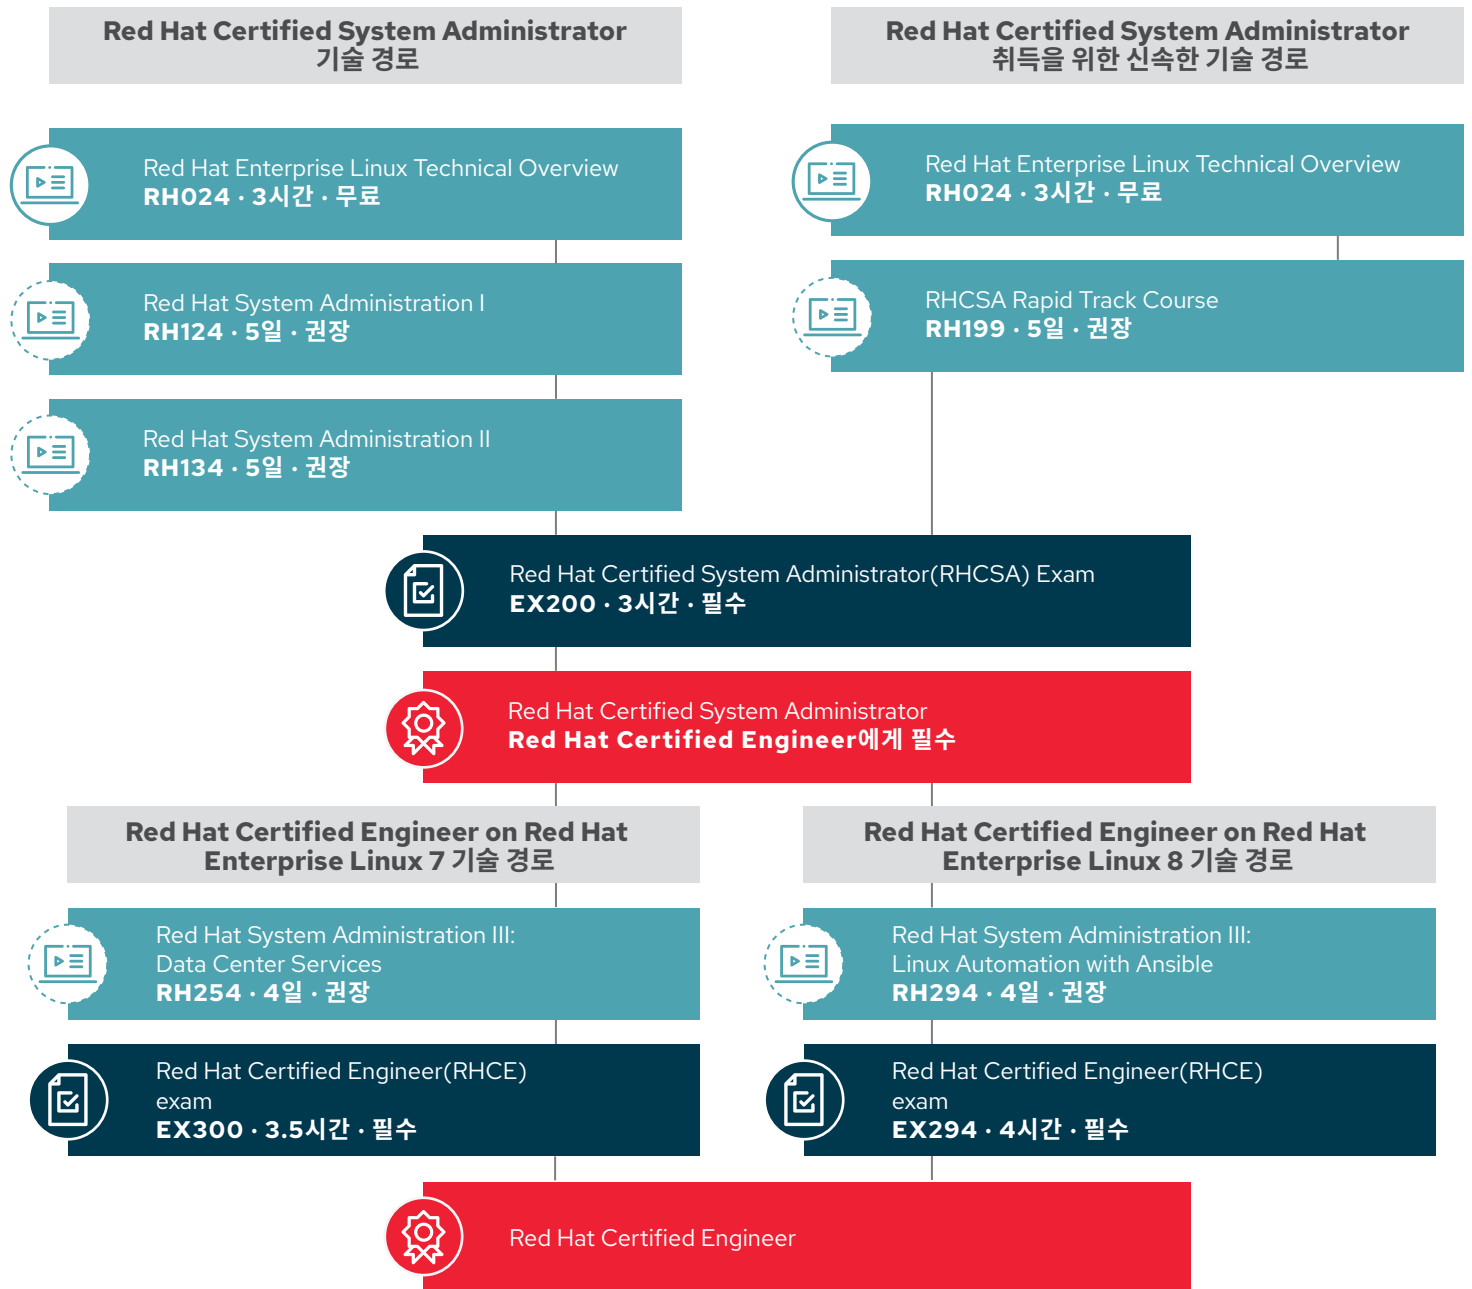 Red Hat Certified System Administrator
기술 경로
Red Hat Enterprise Linux Technical Overview
RH024 · 3시간 · 무료
Red Hat System Administration I
RH124 · 5일 · 권장
Red Hat System Administration II
RH134 · 5일 · 권장
Red Hat Certified System Administrator
취득을 위한 신속한 기술 경로
Red Hat Enterprise Linux Technical Overview
RH024 · 3시간 · 무료
RHCSA Rapid Track Course
RH199 · 5일 · 권장
Red Hat Certified System Administrator(RHCSA) Exam
EX200 · 3시간 · 필수
Red Hat Certified System Administrator
Red Hat Certified Engineer에게 필수
Red Hat Certified Engineer on Red Hat
Enterprise Linux 7 기술 경로
Red Hat System Administration III:
Data Center Services
RH254 · 4일 · 권장
Red Hat Certified Engineer(RHCE)
exam
EX300 · 3.5시간 · 필수
Red Hat Certified Engineer on Red Hat
Enterprise Linux 8 기술 경로
Red Hat System Administration III:
Linux Automation with Ansible
RH294 · 4일 · 권장
Red Hat Certified Engineer(RHCE)
exam
EX294 · 4시간 · 필수
Red Hat Certified Engineer